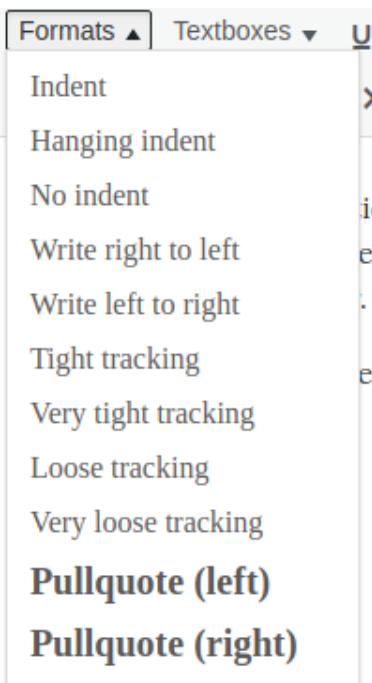 Formats ▲ Textboxes ▼ U
Indent
Hanging indent
No indent
Write right to left
Write left to right
Tight tracking
Very tight tracking
Loose tracking
Very loose tracking
Pullquote (left)
Pullquote (right)